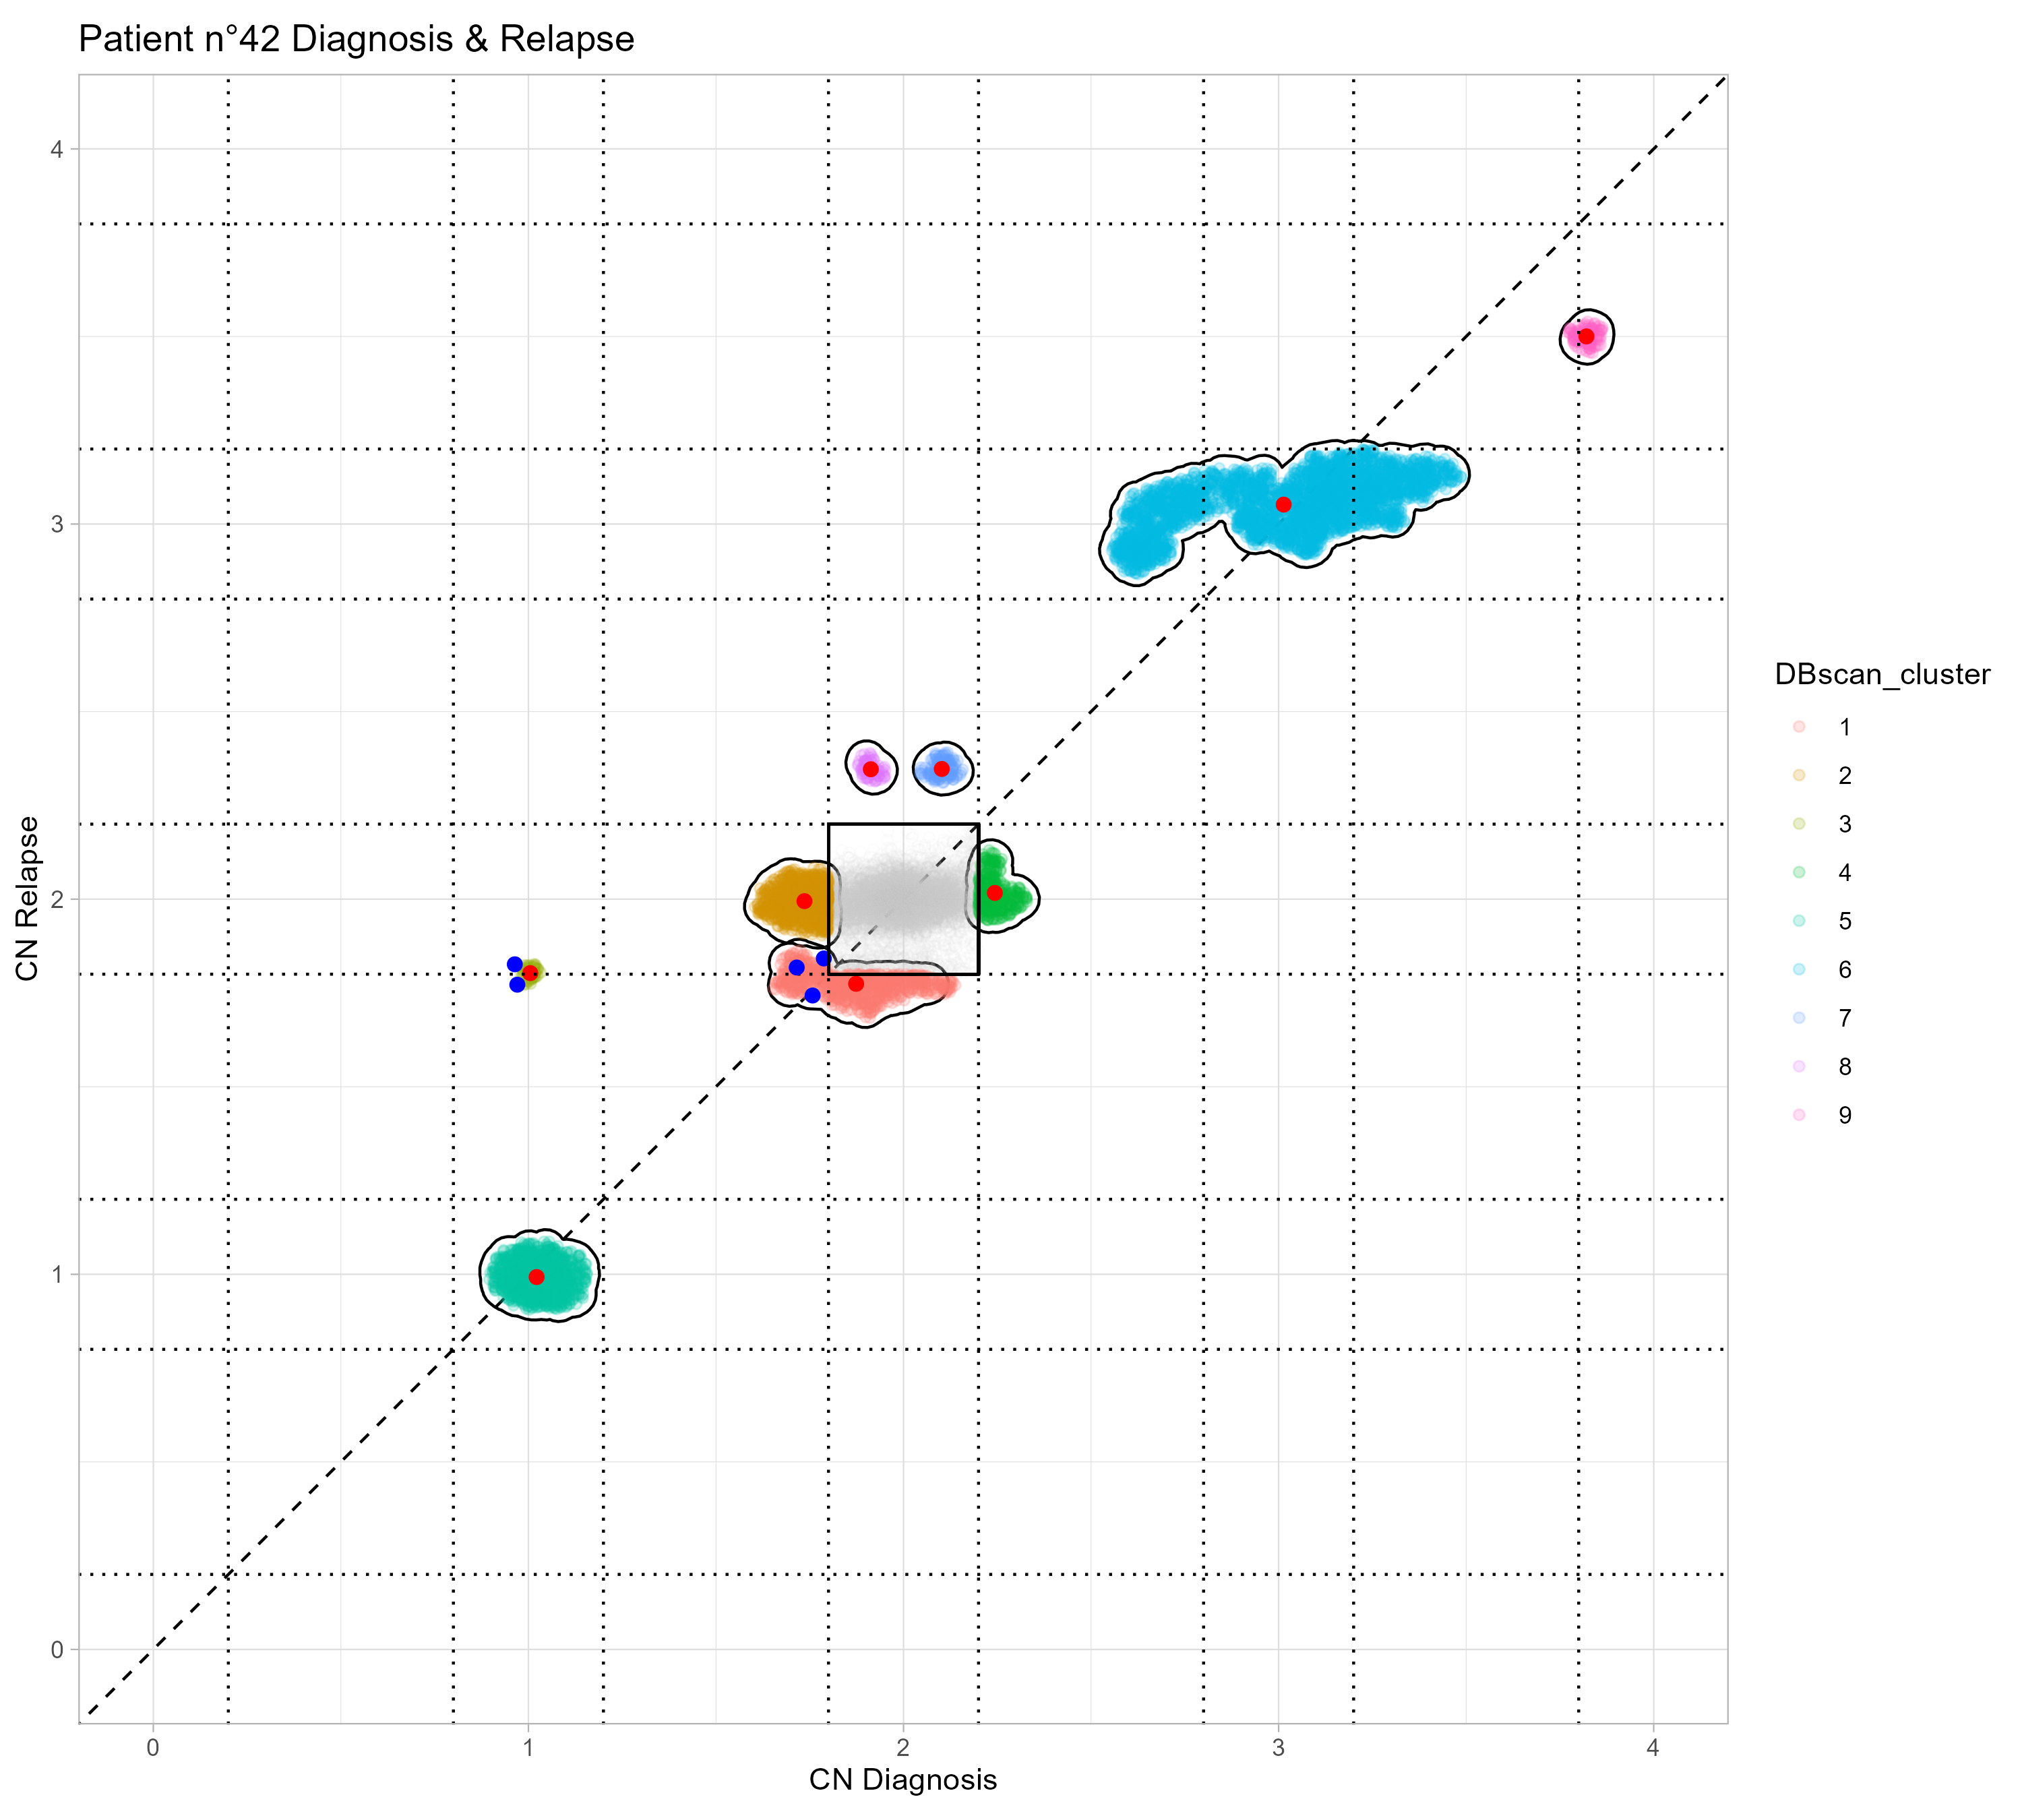 Patient n°42 Diagnosis & Relapse
4
3
2
1
0
CN Relapse
0 1 2 3 4
CN Diagnosis
DBscan_cluster
1
2
3
4
5
6
7
8
9